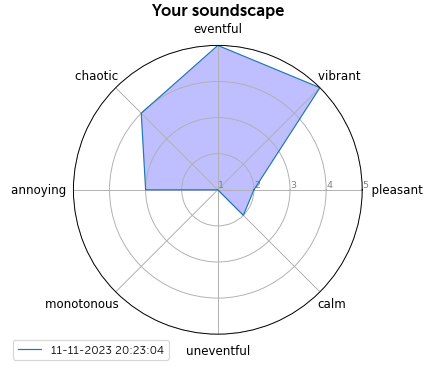 Your soundscape
eventful
chaotic
vibrant
annoying
1 2 3 4 5
pleasant
monotonous
calm
uneventful
11-11-2023 20:23:04